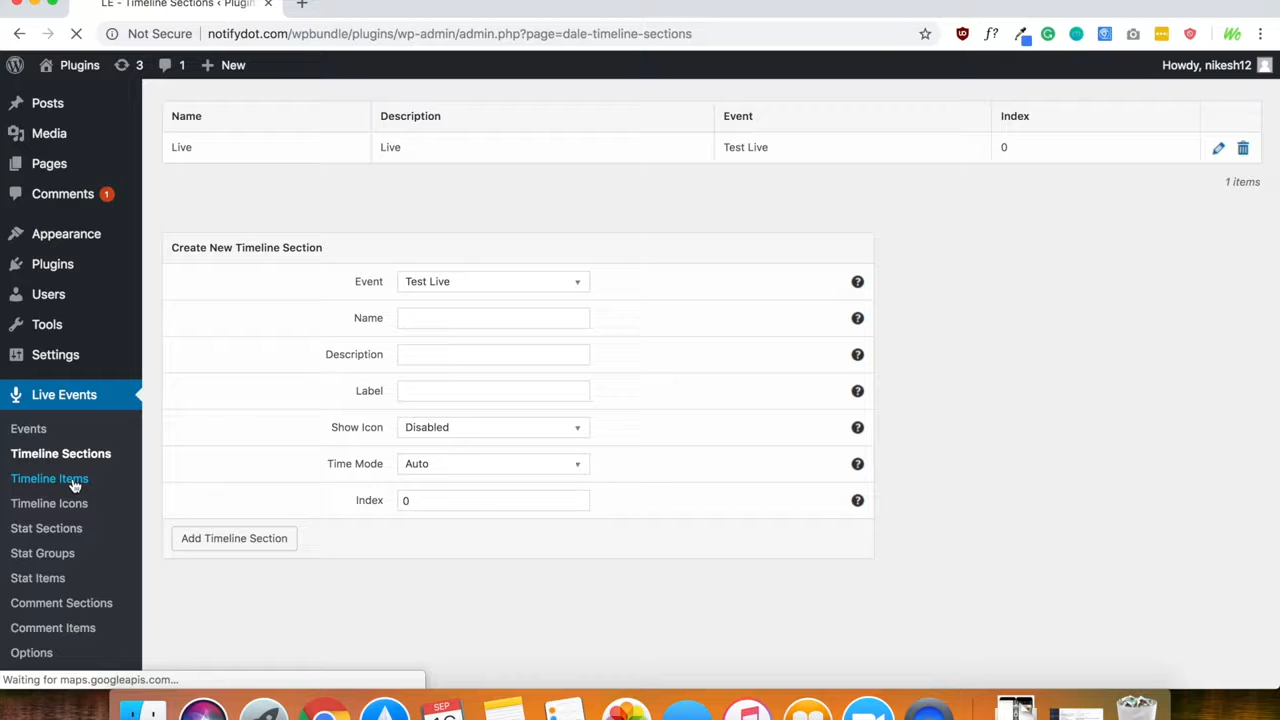 LE - Timeline Sections ‹ Plugin
Not Secure notifydot.com/wpbundle/plugins/wp-admin/admin.php?page=dale-timeline-sections
Plugins 3 1 New Howdy, nikesh12
Posts
Media
Pages
Comments 1
Appearance
Plugins
Users
Tools
Settings
Live Events
Events
Timeline Sections
Timeline Items
Timeline Icons
Stat Sections
Stat Groups
Stat Items
Comment Sections
Comment Items
Options
Name Description Event Index
Live Live Test Live 0
1 items
Create New Timeline Section
Event Test Live
Name
Description
Label
Show Icon Disabled
Time Mode Auto
Index 0
Add Timeline Section
Waiting for maps.googleapis.com...
SEP